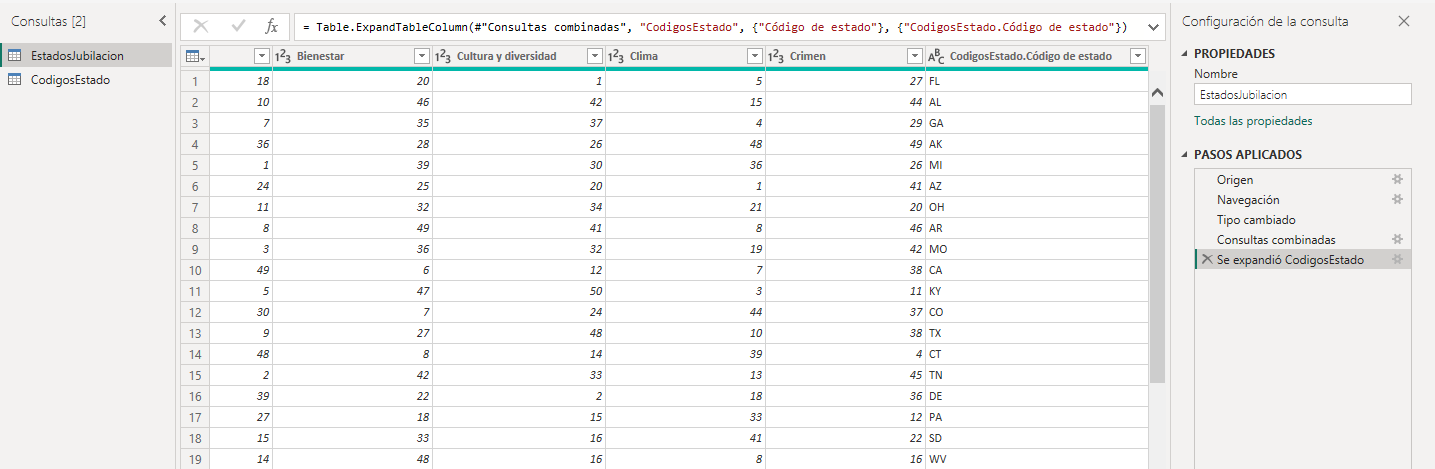 Consultas [2]
EstadosJubilacion
CodigosEstado
= Table.ExpandTableColumn(#"Consultas combinadas", "CodigosEstado", {"Código de estado"}, {"CodigosEstado.Código de estado"})
123 Bienestar 123 Cultura y diversidad 123 Clima 123 Crimen ABC CodigosEstado.Código de estado
1 18 20 1 5 27 FL
2 10 46 42 15 44 AL
3 7 35 37 4 29 GA
4 36 28 26 48 49 AK
5 1 39 30 36 26 MI
6 24 25 20 1 41 AZ
7 11 32 34 21 20 OH
8 8 49 41 8 46 AR
9 3 36 32 19 42 MO
10 49 6 12 7 38 CA
11 5 47 50 3 11 KY
12 30 7 24 44 37 CO
13 9 27 48 10 38 TX
14 48 8 14 39 4 CT
15 2 42 33 13 45 TN
16 39 22 2 18 36 DE
17 27 18 15 33 12 PA
18 15 33 16 41 22 SD
19 14 48 16 8 16 WV
Configuración de la consulta
PROPIEDADES
Nombre
EstadosJubilacion
Todas las propiedades
PASOS APLICADOS
Origen
Navegación
Tipo cambiado
Consultas combinadas
Se expandió CodigosEstado